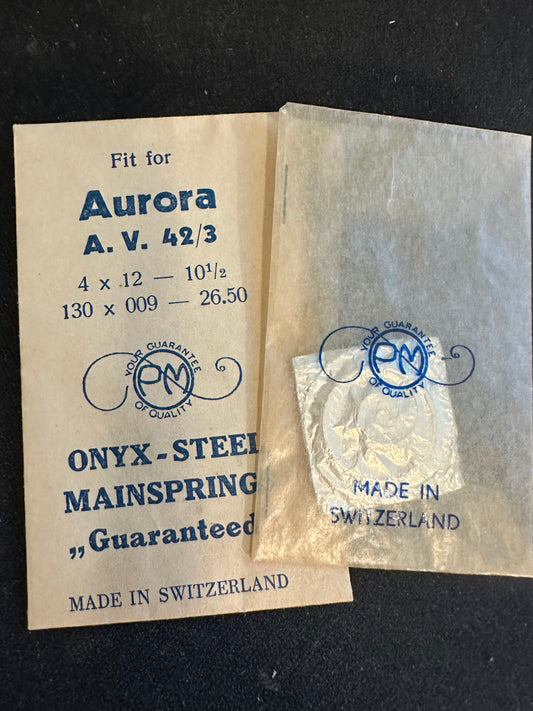 Fit for
Aurora
A. V. 42/3
4 x 12 — 10½
130 x 009 — 26.50
YOUR GUARANTEE
PM
OF QUALITY
ONYX-STEEL
MAINSPRING
„Guaranteed
MADE IN SWITZERLAND
YOUR GUARANTEE
PM
OF QUALITY
MADE IN
SWITZERLAND